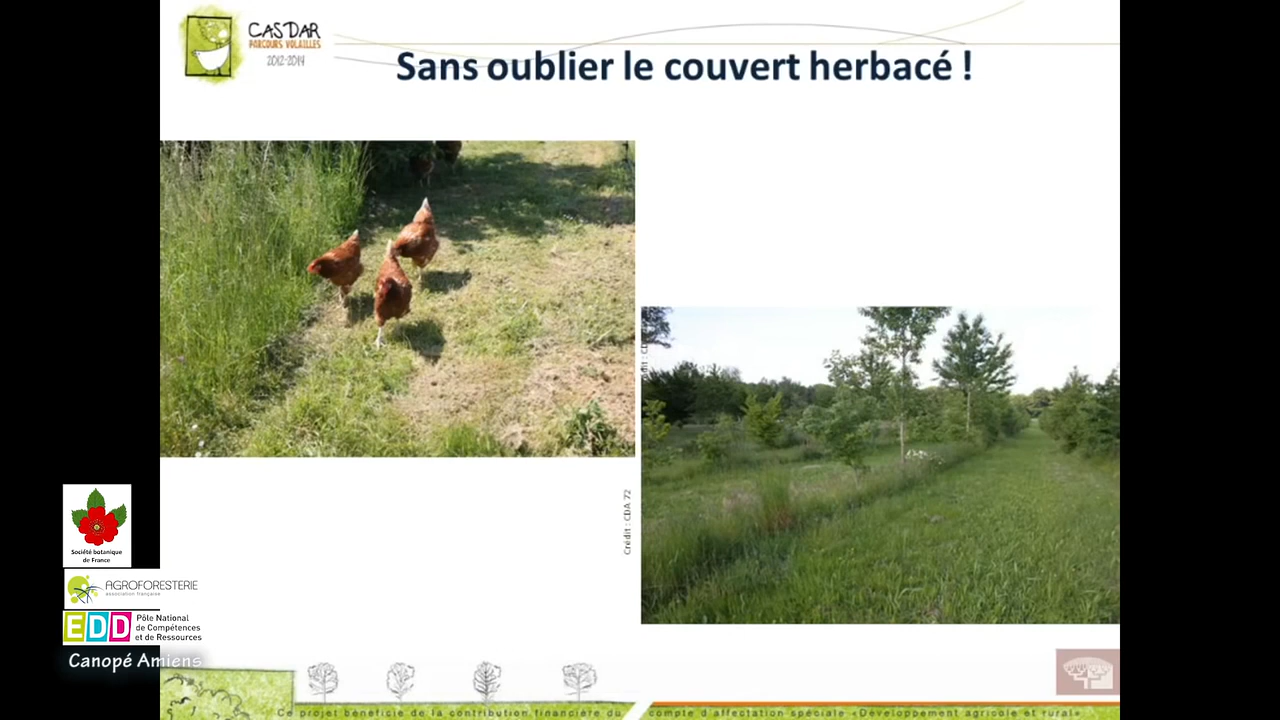 CASDAR
PARCOURS VOLAILLES
2012-2014
Sans oublier le couvert herbacé !
Crédit : CDA 72
Société botanique
de France
AGROFORESTERIE
association française
EDD
Pôle National
de Compétences
et de Ressources
Canopé Amiens
Ce projet bénéficie de la contribution financière du compte d'affectation spéciale «Développement agricole et rural»